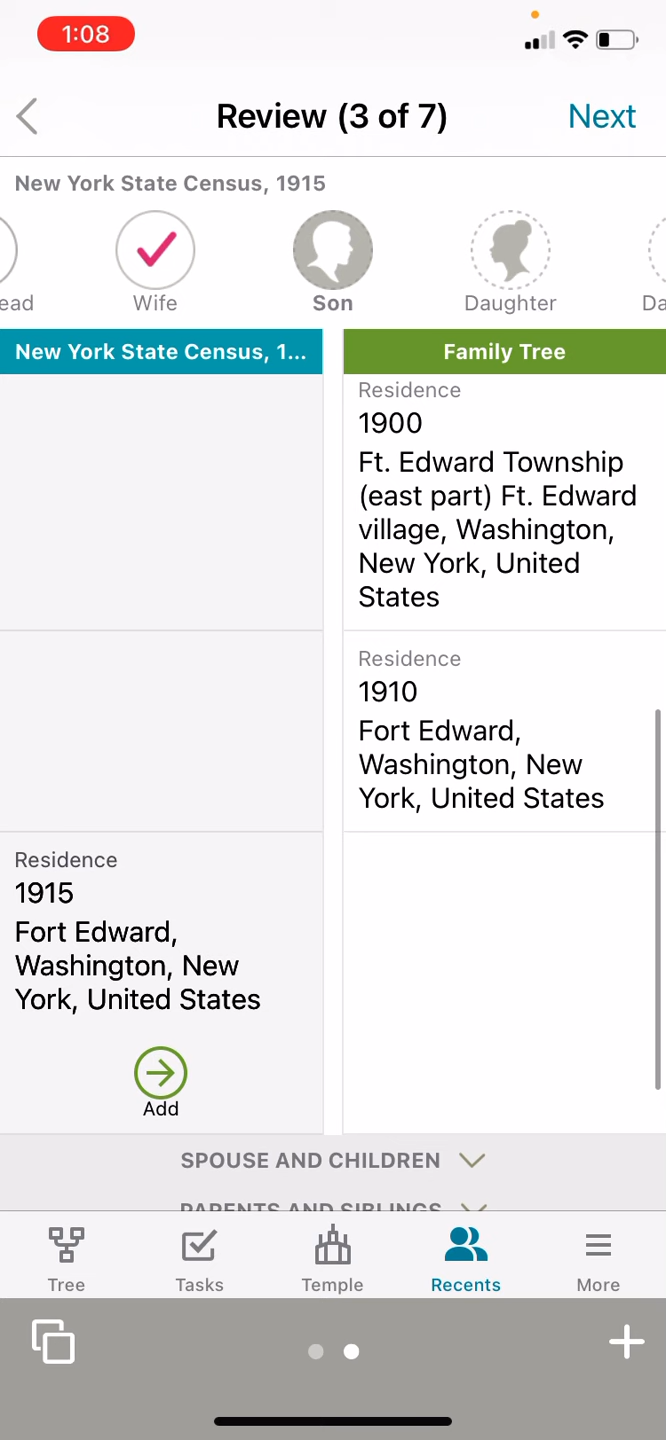 1:08
Review (3 of 7)
Next
New York State Census, 1915
ead
Wife
Son
Daughter
Da
New York State Census, 1...
Family Tree
Residence
1900
Ft. Edward Township
(east part) Ft. Edward
village, Washington,
New York, United
States
Residence
1910
Fort Edward,
Washington, New
York, United States
Residence
1915
Fort Edward,
Washington, New
York, United States
Add
SPOUSE AND CHILDREN
PARENTS AND SIBLINGS
Tree
Tasks
Temple
Recents
More